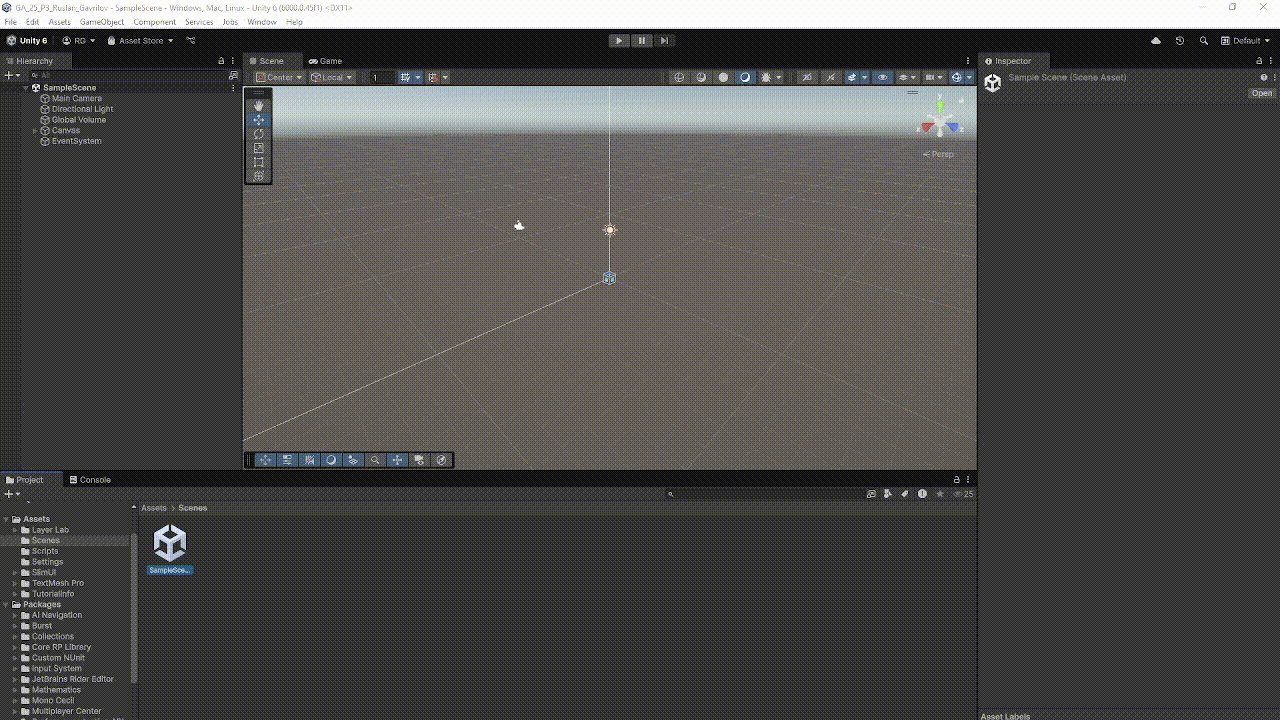 GA_25_P3_Ruslan_Gavrilov - SampleScene - Windows, Mac, Linux - Unity 6 (6000.0.45f1) <DX11>
File Edit Assets GameObject Component Services Jobs Window Help
Unity 6 RG Asset Store Default
Hierarchy
All
SampleScene
Main Camera
Directional Light
Global Volume
Canvas
EventSystem
Scene Game
Center Local 1
y
x z
Persp
Inspector
Sample Scene (Scene Asset)
Open
Project Console
25
Assets
Layer Lab
Scenes
Scripts
Settings
SlimUI
TextMesh Pro
TutorialInfo
Packages
AI Navigation
Burst
Collections
Core RP Library
Custom NUnit
Input System
JetBrains Rider Editor
Mathematics
Mono Cecil
Multiplayer Center
Assets > Scenes
SampleSce...
Asset Labels